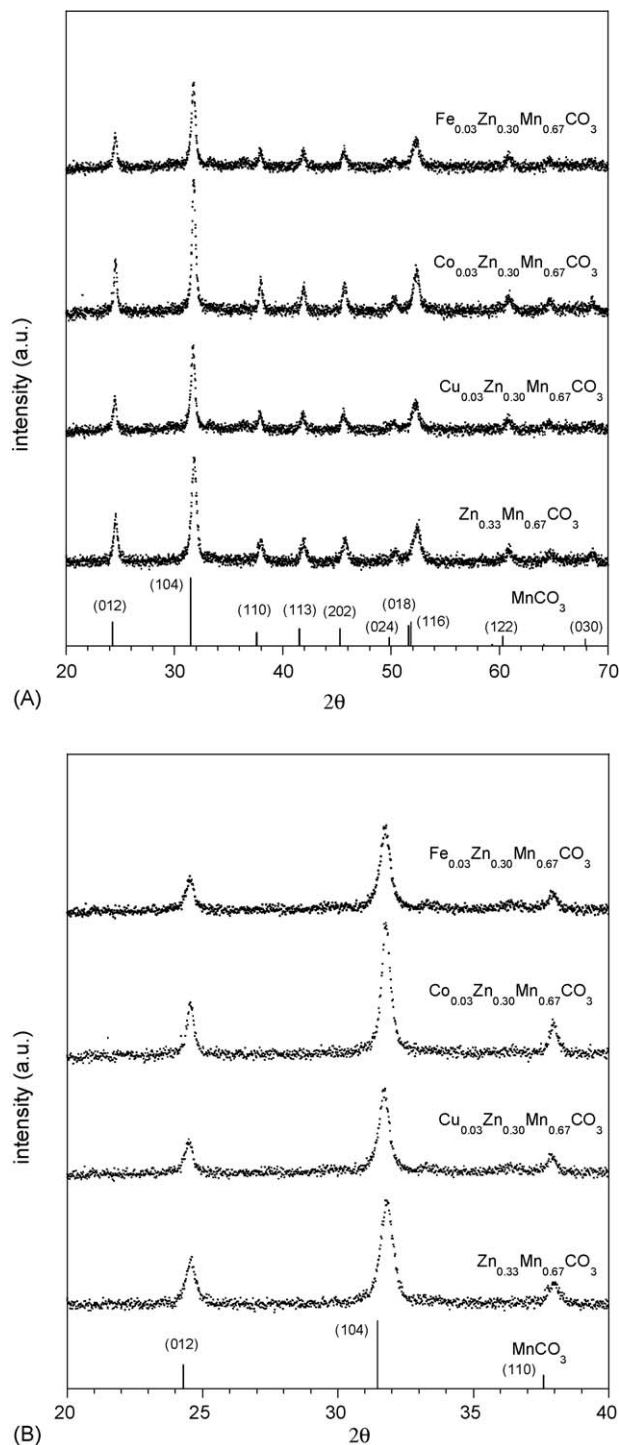 Fe0.03Zn0.30Mn0.67CO3
Co0.03Zn0.30Mn0.67CO3
Cu0.03Zn0.30Mn0.67CO3
Zn0.33Mn0.67CO3
MnCO3
(012)
(104)
(110)
(113)
(202)
(024)
(018)
(116)
(122)
(030)
intensity (a.u.)
20 30 40 50 60 70
2θ
(A)
Fe0.03Zn0.30Mn0.67CO3
Co0.03Zn0.30Mn0.67CO3
Cu0.03Zn0.30Mn0.67CO3
Zn0.33Mn0.67CO3
MnCO3
(012)
(104)
(110)
intensity (a.u.)
20 25 30 35 40
2θ
(B)